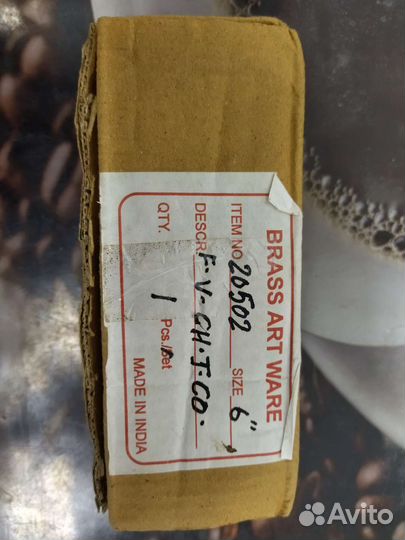 BRASS ART WARE
ITEM NO. 20502 SIZE 6"
DESCR. F.V.CH.T.CO.
QTY. 1 Pcs./Set
MADE IN INDIA
Avito